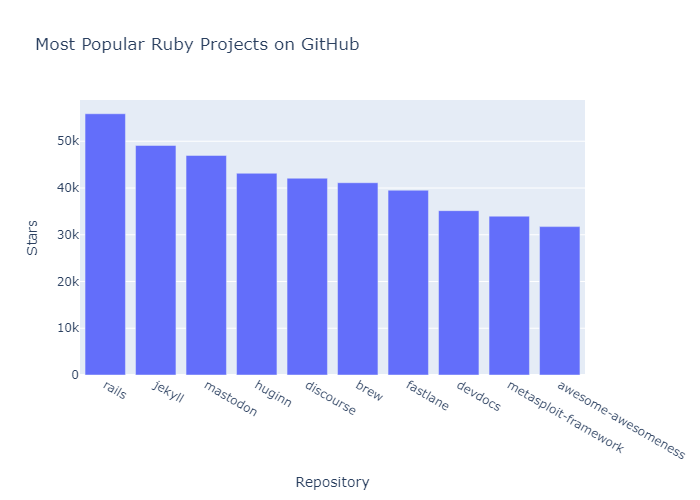 Most Popular Ruby Projects on GitHub
Stars
50k
40k
30k
20k
10k
0
rails
jekyll
mastodon
huginn
discourse
brew
fastlane
devdocs
metasploit-framework
awesome-awesomeness
Repository